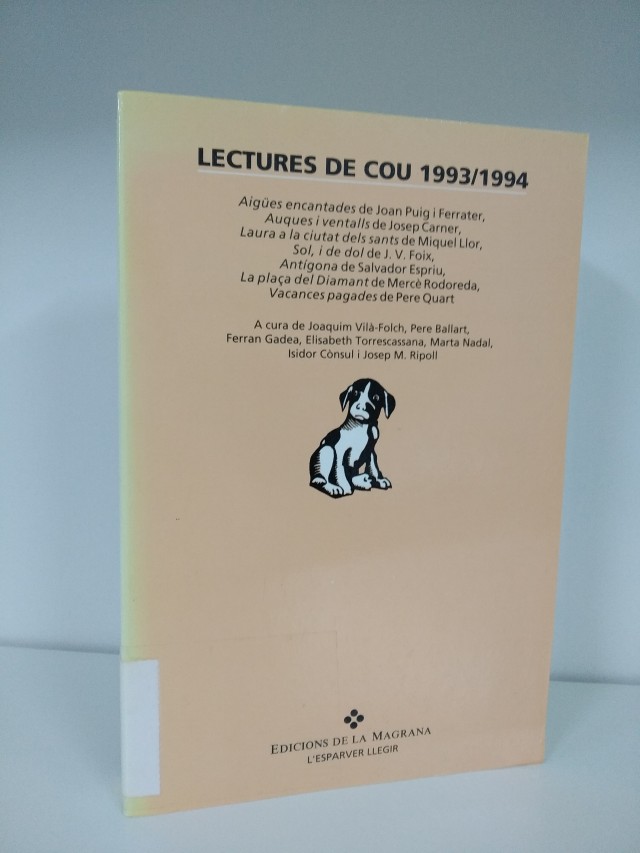 LECTURES DE COU 1993/1994
Aigües encantades de Joan Puig i Ferrater,
Auques i ventalls de Josep Carner,
Laura a la ciutat dels sants de Miquel Llor,
Sol, i de dol de J. V. Foix,
Antígona de Salvador Espriu,
La plaça del Diamant de Mercè Rodoreda,
Vacances pagades de Pere Quart
A cura de Joaquim Vilà-Folch, Pere Ballart,
Ferran Gadea, Elisabeth Torrescassana, Marta Nadal,
Isidor Cònsul i Josep M. Ripoll
EDICIONS DE LA MAGRANA
L'ESPARVER LLEGIR